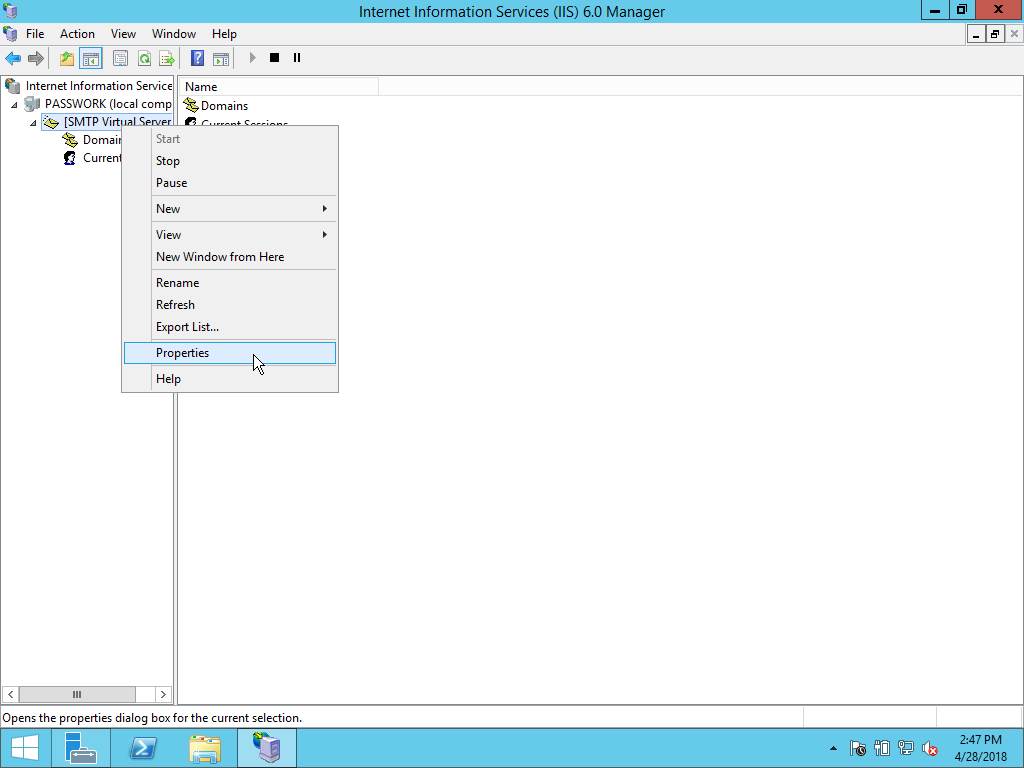 Internet Information Services (IIS) 6.0 Manager
File Action View Window Help
Internet Information Service
PASSWORK (local comp
[SMTP Virtual Server
Domain
Current
Name
Domains
Current Sessions
Start
Stop
Pause
New
View
New Window from Here
Rename
Refresh
Export List...
Properties
Help
Opens the properties dialog box for the current selection.
2:47 PM
4/28/2018